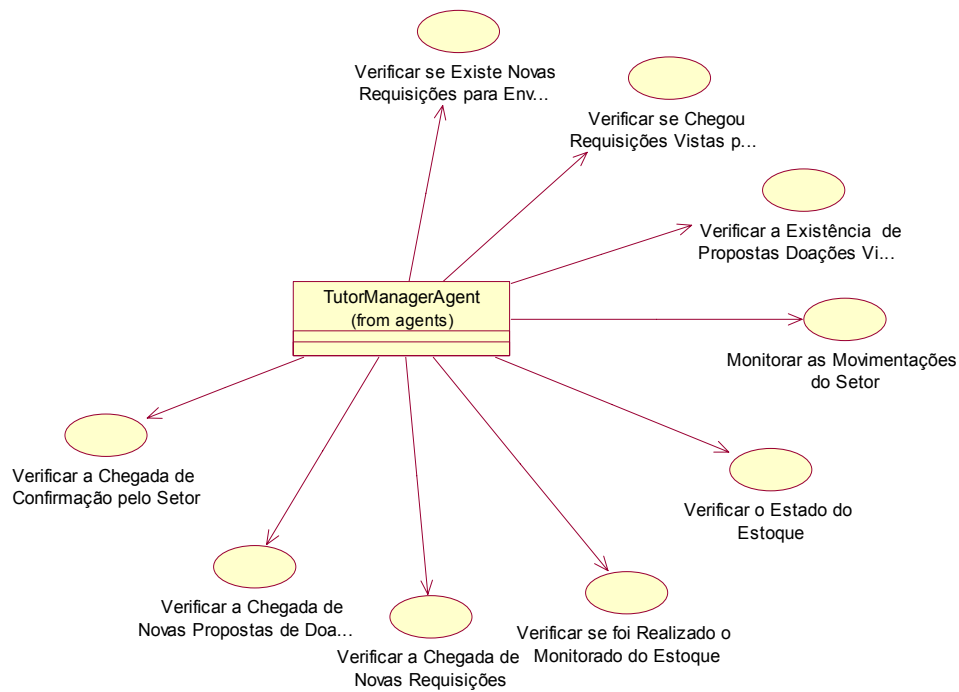 Verificar se Existe Novas
Requisições para Env...
Verificar se Chegou
Requisições Vistas p...
Verificar a Existência  de
Propostas Doações Vi...
TutorManagerAgent
(from agents)
Monitorar as Movimentações
do Setor
Verificar a Chegada de
Confirmação pelo Setor
Verificar o Estado do
Estoque
Verificar a Chegada de
Novas Propostas de Doa...
Verificar a Chegada de
Novas Requisições
Verificar se foi Realizado o
Monitorado do Estoque